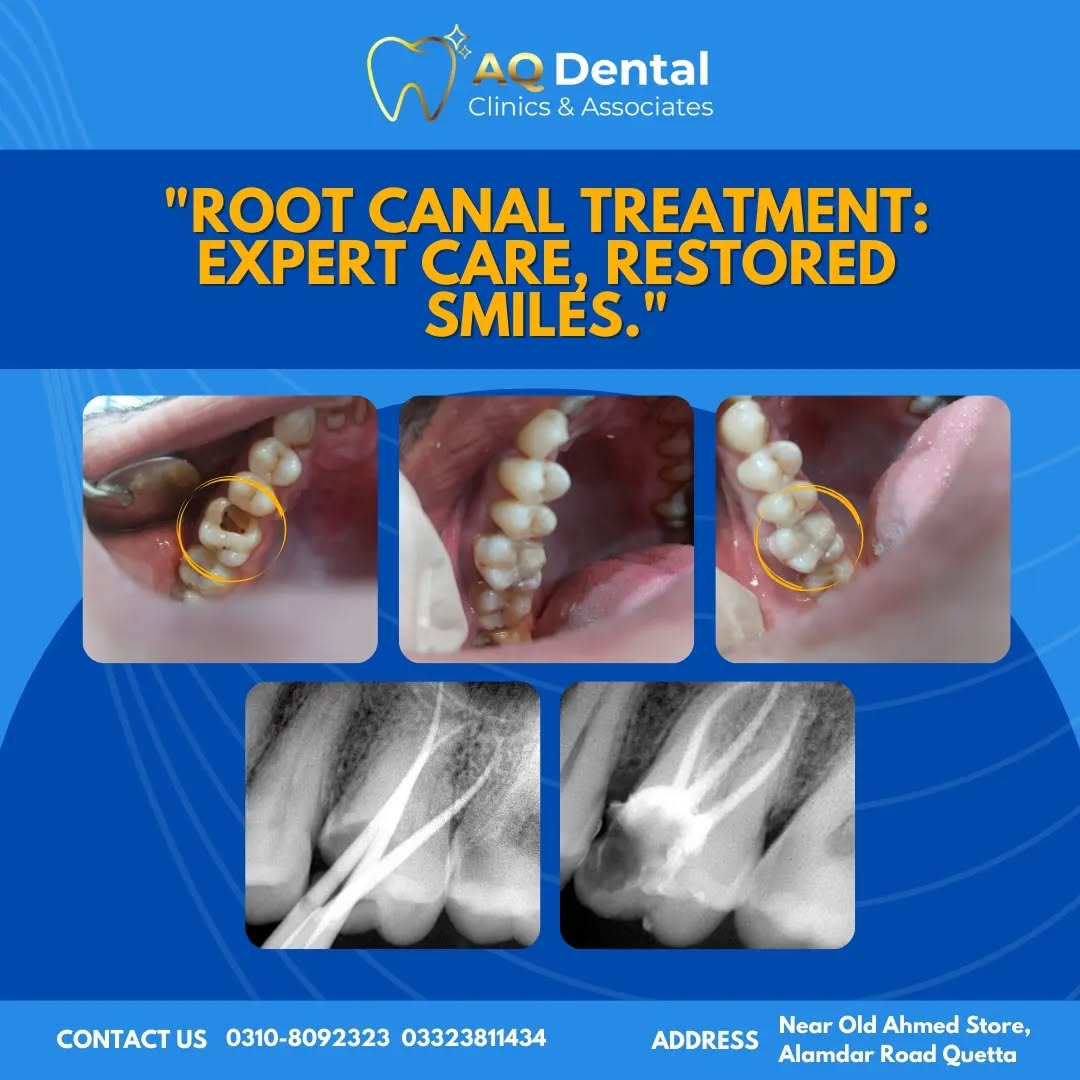 AQ Dental
Clinics & Associates
"ROOT CANAL TREATMENT:
EXPERT CARE, RESTORED
SMILES."
CONTACT US 0310-8092323 03323811434
ADDRESS Near Old Ahmed Store,
Alamdar Road Quetta